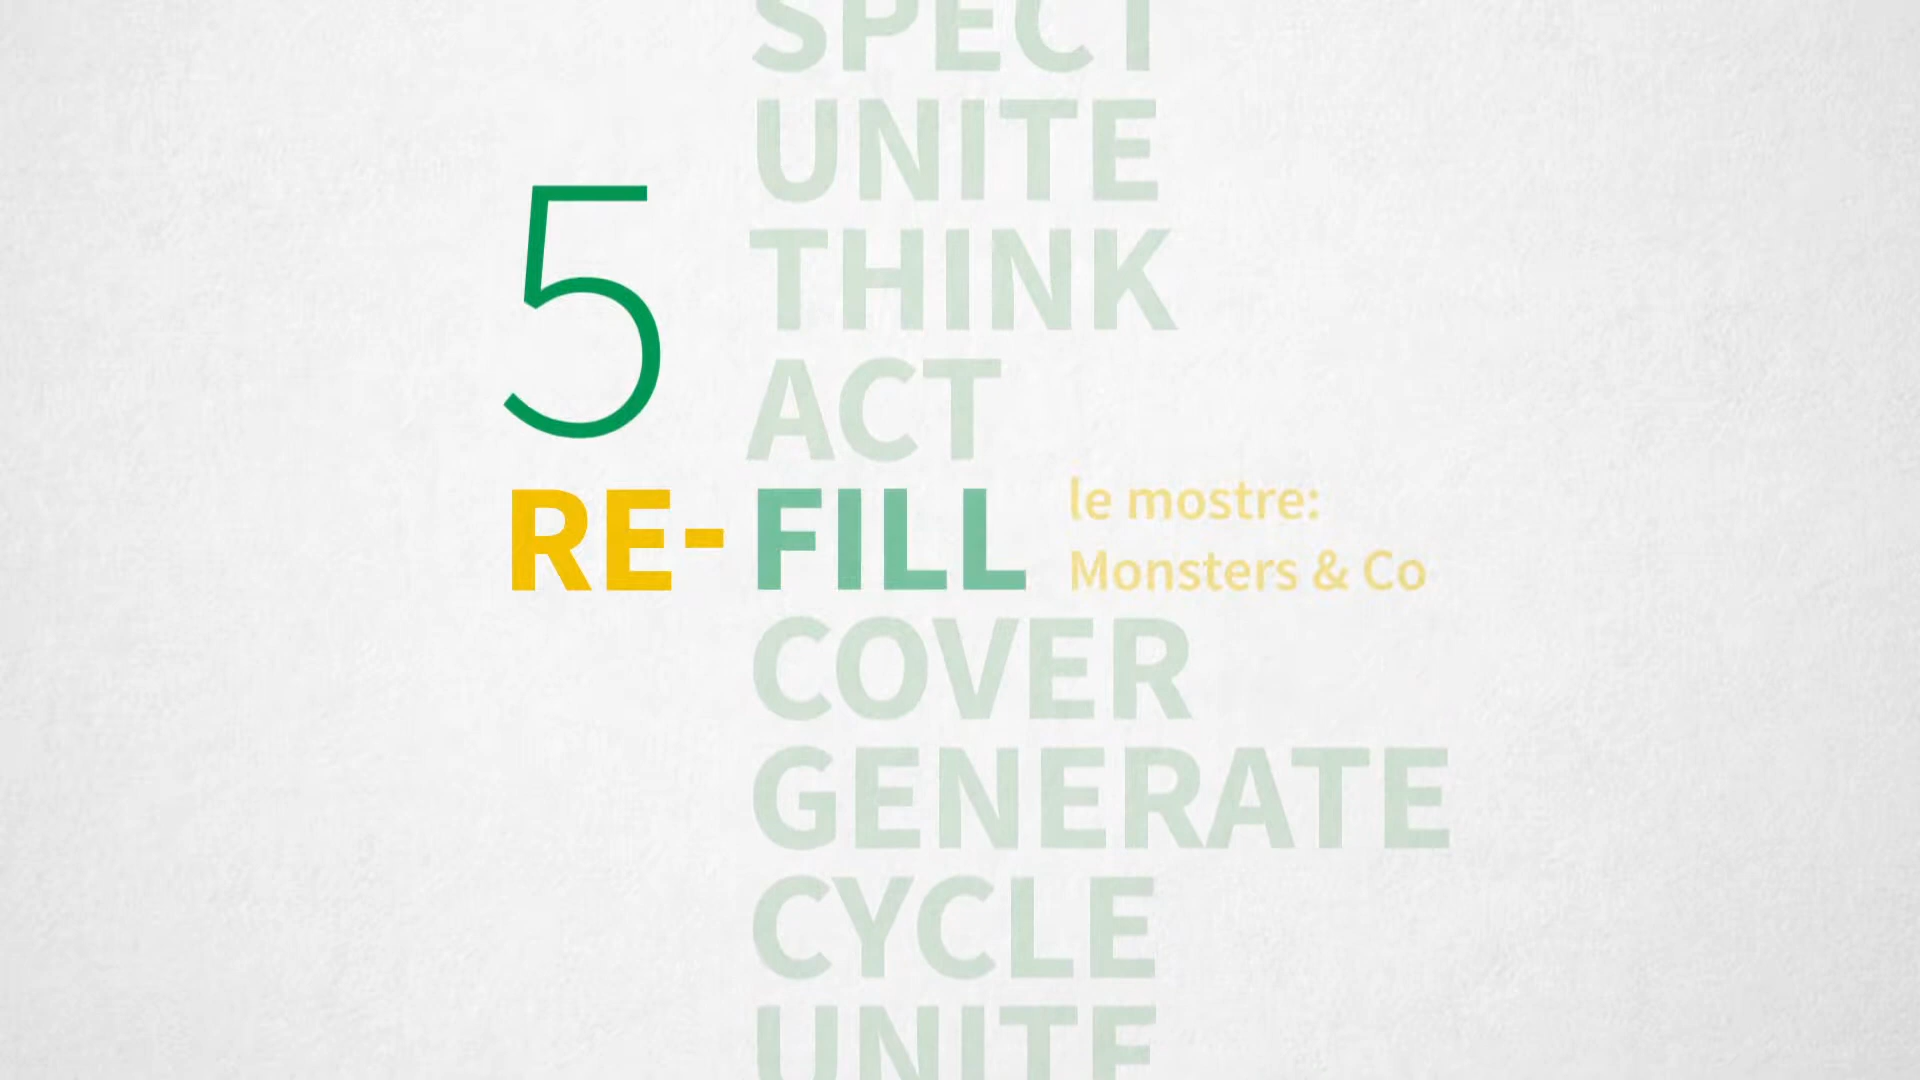 SPECT
UNITE
THINK
5
ACT
RE-FILL
le mostre:
Monsters & Co
COVER
GENERATE
CYCLE
UNITE